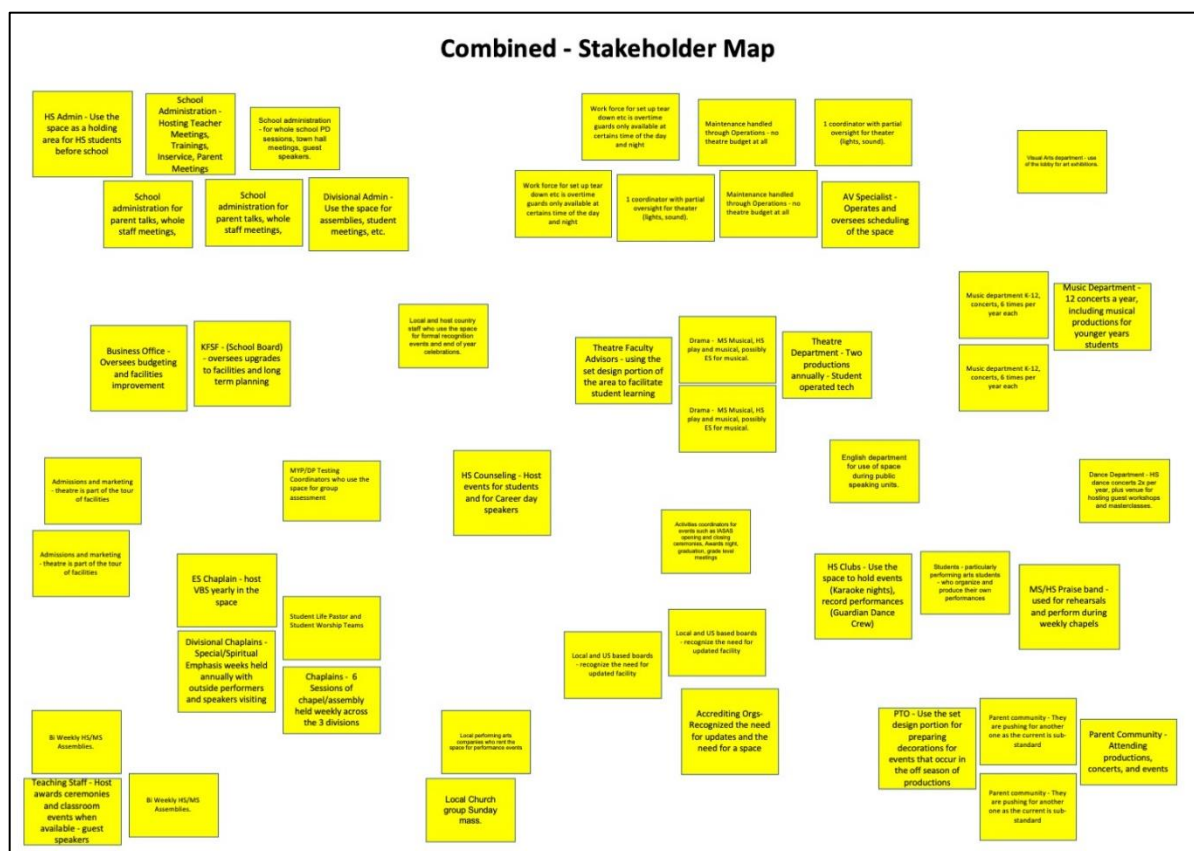 Combined - Stakeholder Map
HS Admin - Use the
space as a holding
area for HS students
before school
School
Administration -
Hosting Teacher
Meetings,
Trainings,
Inservice, Parent
Meetings
School administration
- for whole school PD
sessions, town hall
meetings, guest
speakers.
School
administration for
parent talks, whole
staff meetings,
School
administration for
parent talks, whole
staff meetings,
Divisional Admin -
Use the space for
assemblies, student
meetings, etc.
Work force for set up tear
down etc is overtime
guards only available at
certains time of the day
and night
Maintenance handled
through Operations - no
theatre budget at all
1 coordinator with partial
oversight for theater
(lights, sound).
Visual Arts department - use
of the lobby for art exhibitions.
Work force for set up tear
down etc is overtime
guards only available at
certains time of the day
and night
1 coordinator with partial
oversight for theater
(lights, sound).
Maintenance handled
through Operations - no
theatre budget at all
AV Specialist -
Operates and
oversees scheduling
of the space
Business Office -
Oversees budgeting
and facilities
improvement
KFSF - (School Board)
- oversees upgrades
to facilities and long
term planning
Local and host country
staff who use the space
for formal recognition
events and end of year
celebrations.
Theatre Faculty
Advisors - using the
set design portion of
the area to facilitate
student learning
Drama - MS Musical, HS
play and musical, possibly
ES for musical.
Drama - MS Musical, HS
play and musical, possibly
ES for musical.
Theatre
Department - Two
productions
annually - Student
operated tech
Music department K-12,
concerts, 6 times per
year each
Music department K-12,
concerts, 6 times per
year each
Music Department -
12 concerts a year,
including musical
productions for
younger years
students
Admissions and marketing
- theatre is part of the tour
of facilities
Admissions and marketing
- theatre is part of the tour
of facilities
MYP/DP Testing
Coordinators who use the
space for group
assessment
HS Counseling - Host
events for students
and for Career day
speakers
English department
for use of space
during public
speaking units.
Dance Department - HS
dance concerts 2x per
year, plus venue for
hosting guest workshops
and masterclasses.
Activities coordinators for
events such as IASAS
opening and closing
ceremonies, Awards night,
graduation, grade level
meetings
ES Chaplain - host
VBS yearly in the
space
Student Life Pastor and
Student Worship Teams
Divisional Chaplains -
Special/Spiritual
Emphasis weeks held
annually with
outside performers
and speakers visiting
Chaplains - 6
Sessions of
chapel/assembly
held weekly across
the 3 divisions
HS Clubs - Use the
space to hold events
(Karaoke nights),
record performances
(Guardian Dance
Crew)
Students - particularly
performing arts students
- who organize and
produce their own
performances
MS/HS Praise band -
used for rehearsals
and perform during
weekly chapels
Local and US based boards
- recognize the need for
updated facility
Local and US based boards
- recognize the need for
updated facility
Accrediting Orgs-
Recognized the need
for updates and the
need for a space
Bi Weekly HS/MS
Assemblies.
Teaching Staff - Host
awards ceremonies
and classroom
events when
available - guest
speakers
Bi Weekly HS/MS
Assemblies.
Local performing arts
companies who rent the
space for performance events
Local Church
group Sunday
mass.
PTO - Use the set
design portion for
preparing
decorations for
events that occur in
the off season of
productions
Parent community - They
are pushing for another
one as the current is sub-
standard
Parent community - They
are pushing for another
one as the current is sub-
standard
Parent Community -
Attending
productions,
concerts, and events